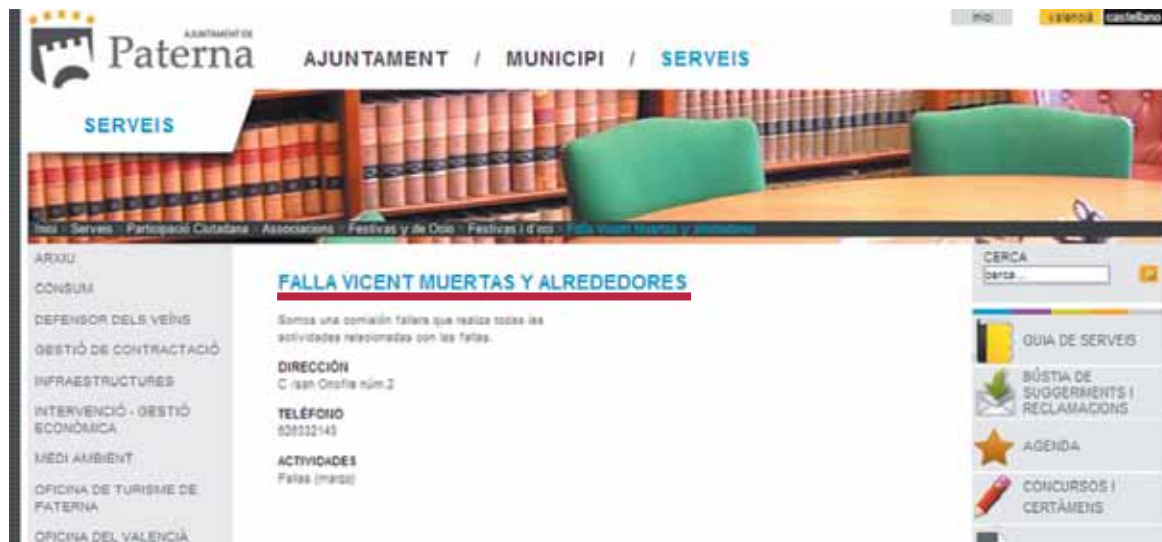 Inici valencià castellano
AJUNTAMENT DE
Paterna
AJUNTAMENT / MUNICIPI / SERVEIS
SERVEIS
Inici Serveis Participació Ciutadana Associacions Festivas y de Ocio Festivas i d'oci Falla Vicent Muertas y alrededores
ARXIU
CONSUM
DEFENSOR DELS VEÏNS
GESTIÓ DE CONTRACTACIÓ
INFRAESTRUCTURES
INTERVENCIÓ - GESTIÓ
ECONÒMICA
MEDI AMBIENT
OFICINA DE TURISME DE
PATERNA
OFICINA DEL VALENCIÀ
FALLA VICENT MUERTAS Y ALREDEDORES
Somos una comisión fallera que realiza todas las
actividades relacionadas con las fallas.
DIRECCIÓN
C /san Onofre núm.2
TELÉFONO
ACTIVIDADES
Fallas (marzo)
CERCA
cerca...
GUIA DE SERVEIS
BÚSTIA DE
SUGGERIMENTS I
RECLAMACIONS
AGENDA
CONCURSOS I
CERTÀMENS